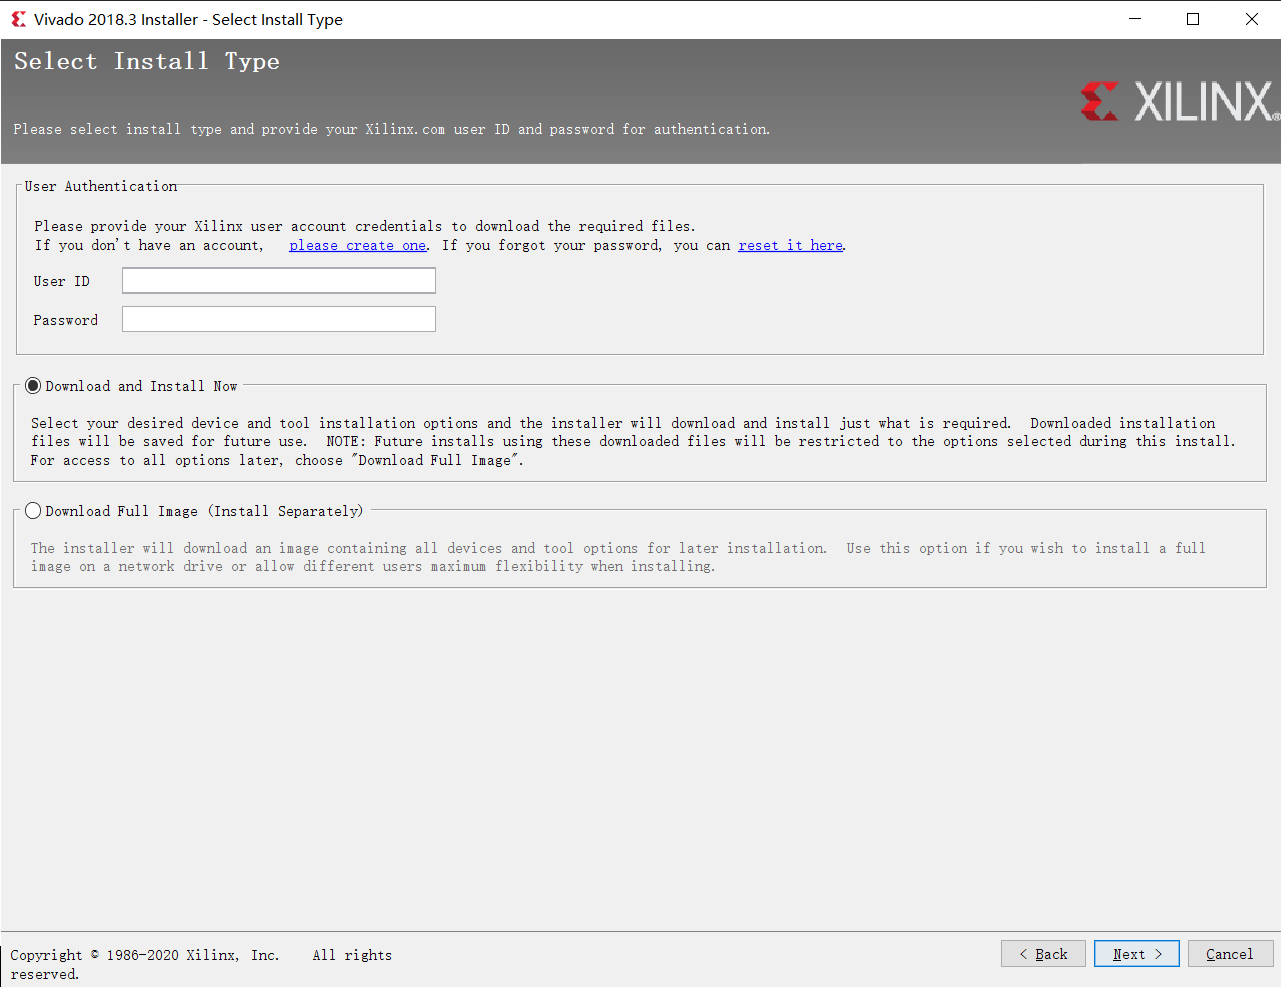 Vivado 2018.3 Installer - Select Install Type
Select Install Type
XILINX®
Please select install type and provide your Xilinx.com user ID and password for authentication.
User Authentication
Please provide your Xilinx user account credentials to download the required files.
If you don't have an account, please create one. If you forgot your password, you can reset it here.
User ID
Password
Download and Install Now
Select your desired device and tool installation options and the installer will download and install just what is required. Downloaded installation
files will be saved for future use. NOTE: Future installs using these downloaded files will be restricted to the options selected during this install.
For access to all options later, choose "Download Full Image".
Download Full Image (Install Separately)
The installer will download an image containing all devices and tool options for later installation. Use this option if you wish to install a full
image on a network drive or allow different users maximum flexibility when installing.
Copyright © 1986-2020 Xilinx, Inc. All rights
reserved.
< Back
Next >
Cancel